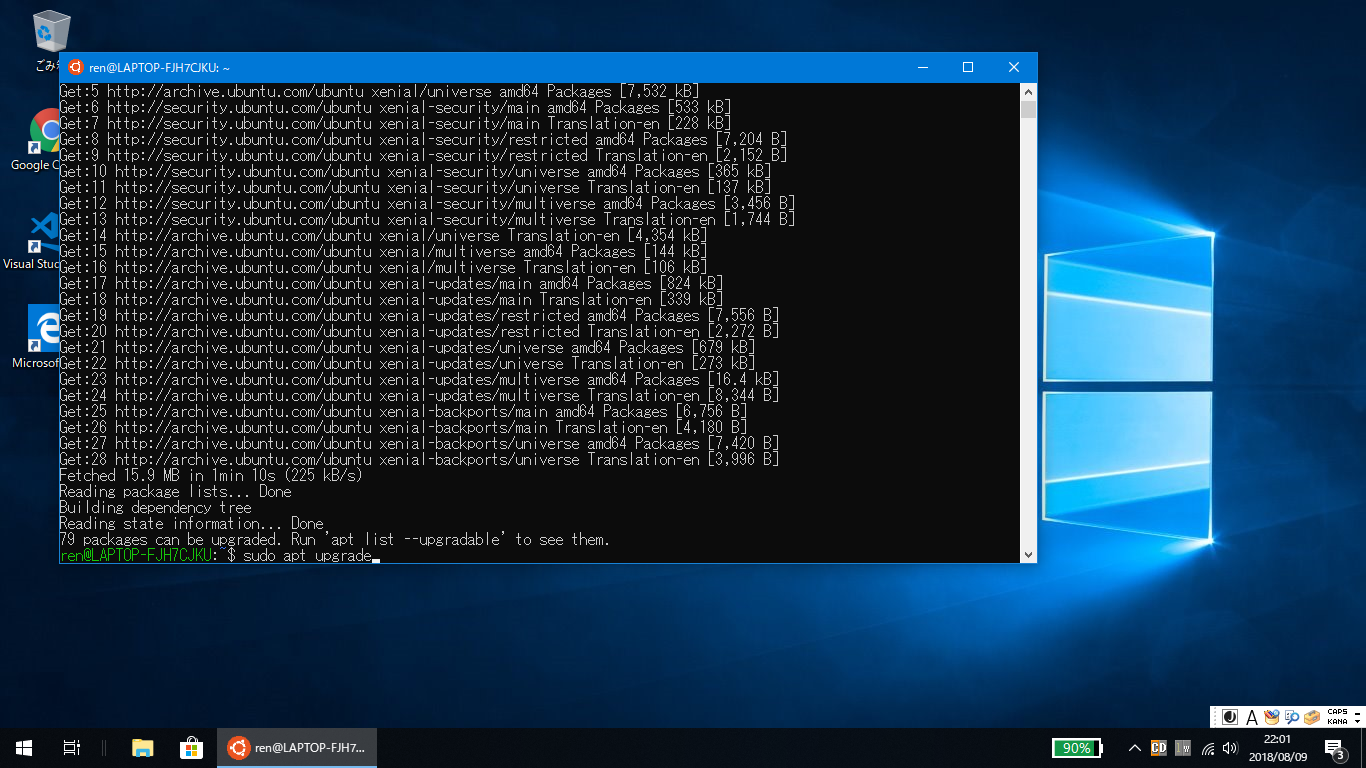 ごみ
ren@LAPTOP-FJH7CJKU: ~
Get:5 http://archive.ubuntu.com/ubuntu xenial/universe amd64 Packages [7,532 kB]
Get:6 http://security.ubuntu.com/ubuntu xenial-security/main amd64 Packages [533 kB]
Get:7 http://security.ubuntu.com/ubuntu xenial-security/main Translation-en [228 kB]
Get:8 http://security.ubuntu.com/ubuntu xenial-security/restricted amd64 Packages [7,204 B]
Get:9 http://security.ubuntu.com/ubuntu xenial-security/restricted Translation-en [2,152 B]
Get:10 http://security.ubuntu.com/ubuntu xenial-security/universe amd64 Packages [365 kB]
Get:11 http://security.ubuntu.com/ubuntu xenial-security/universe Translation-en [137 kB]
Get:12 http://security.ubuntu.com/ubuntu xenial-security/multiverse amd64 Packages [3,456 B]
Get:13 http://security.ubuntu.com/ubuntu xenial-security/multiverse Translation-en [1,744 B]
Get:14 http://archive.ubuntu.com/ubuntu xenial/universe Translation-en [4,354 kB]
Get:15 http://archive.ubuntu.com/ubuntu xenial/multiverse amd64 Packages [144 kB]
Get:16 http://archive.ubuntu.com/ubuntu xenial/multiverse Translation-en [106 kB]
Get:17 http://archive.ubuntu.com/ubuntu xenial-updates/main amd64 Packages [824 kB]
Get:18 http://archive.ubuntu.com/ubuntu xenial-updates/main Translation-en [339 kB]
Get:19 http://archive.ubuntu.com/ubuntu xenial-updates/restricted amd64 Packages [7,556 B]
Get:20 http://archive.ubuntu.com/ubuntu xenial-updates/restricted Translation-en [2,272 B]
Get:21 http://archive.ubuntu.com/ubuntu xenial-updates/universe amd64 Packages [679 kB]
Get:22 http://archive.ubuntu.com/ubuntu xenial-updates/universe Translation-en [273 kB]
Get:23 http://archive.ubuntu.com/ubuntu xenial-updates/multiverse amd64 Packages [16.4 kB]
Get:24 http://archive.ubuntu.com/ubuntu xenial-updates/multiverse Translation-en [8,344 B]
Get:25 http://archive.ubuntu.com/ubuntu xenial-backports/main amd64 Packages [6,756 B]
Get:26 http://archive.ubuntu.com/ubuntu xenial-backports/main Translation-en [4,180 B]
Get:27 http://archive.ubuntu.com/ubuntu xenial-backports/universe amd64 Packages [7,420 B]
Get:28 http://archive.ubuntu.com/ubuntu xenial-backports/universe Translation-en [3,996 B]
Fetched 15.9 MB in 1min 10s (225 kB/s)
Reading package lists... Done
Building dependency tree
Reading state information... Done
79 packages can be upgraded. Run 'apt list --upgradable' to see them.
ren@LAPTOP-FJH7CJKU:~$ sudo apt upgrade
Google C
Visual Stud
Microsof
A
CAPS
KANA
ren@LAPTOP-FJH7...
90%
CD
22:01
2018/08/09
3